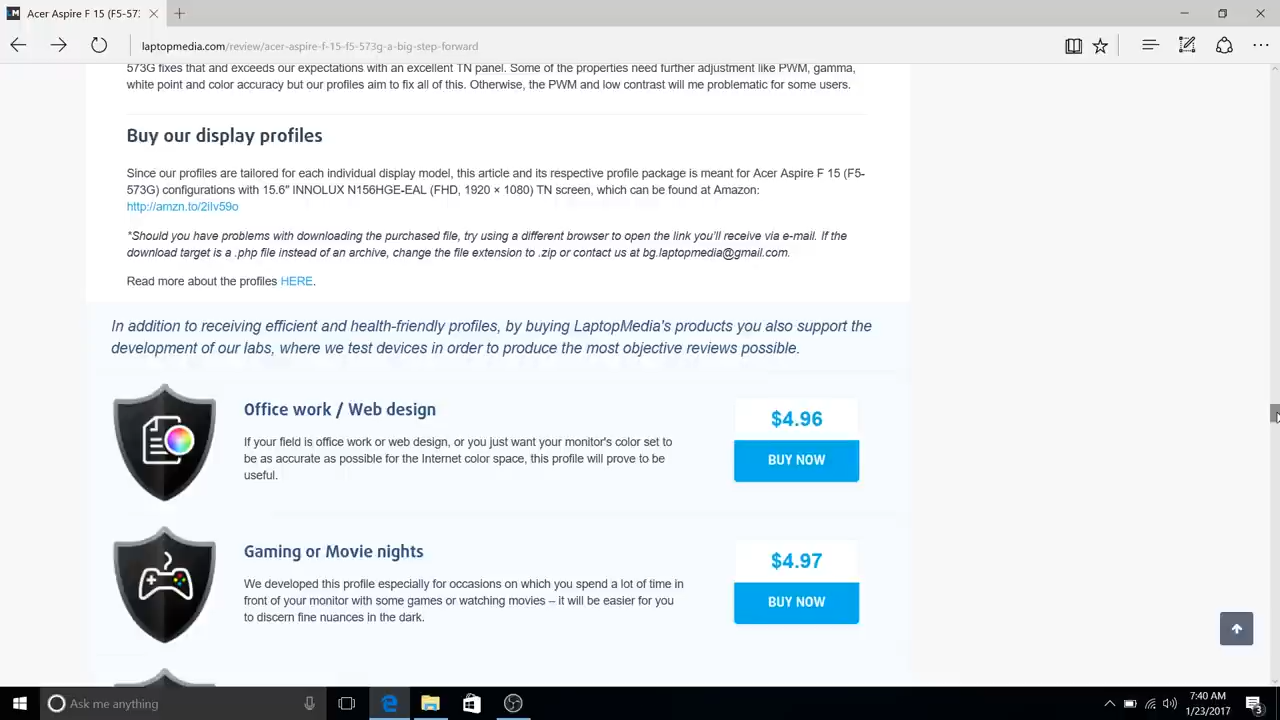 Acer Aspire F 15 (F5-57:
laptopmedia.com/review/acer-aspire-f-15-f5-573g-a-big-step-forward
573G fixes that and exceeds our expectations with an excellent TN panel. Some of the properties need further adjustment like PWM, gamma,
white point and color accuracy but our profiles aim to fix all of this. Otherwise, the PWM and low contrast will me problematic for some users.
Buy our display profiles
Since our profiles are tailored for each individual display model, this article and its respective profile package is meant for Acer Aspire F 15 (F5-
573G) configurations with 15.6″ INNOLUX N156HGE-EAL (FHD, 1920 × 1080) TN screen, which can be found at Amazon:
http://amzn.to/2iIv59o
*Should you have problems with downloading the purchased file, try using a different browser to open the link you'll receive via e-mail. If the
download target is a .php file instead of an archive, change the file extension to .zip or contact us at bg.laptopmedia@gmail.com.
Read more about the profiles HERE.
In addition to receiving efficient and health-friendly profiles, by buying LaptopMedia's products you also support the
development of our labs, where we test devices in order to produce the most objective reviews possible.
Office work / Web design
If your field is office work or web design, or you just want your monitor's color set to
be as accurate as possible for the Internet color space, this profile will prove to be
useful.
$4.96
BUY NOW
Gaming or Movie nights
We developed this profile especially for occasions on which you spend a lot of time in
front of your monitor with some games or watching movies – it will be easier for you
to discern fine nuances in the dark.
$4.97
BUY NOW
Ask me anything
7:40 AM
1/23/2017
3